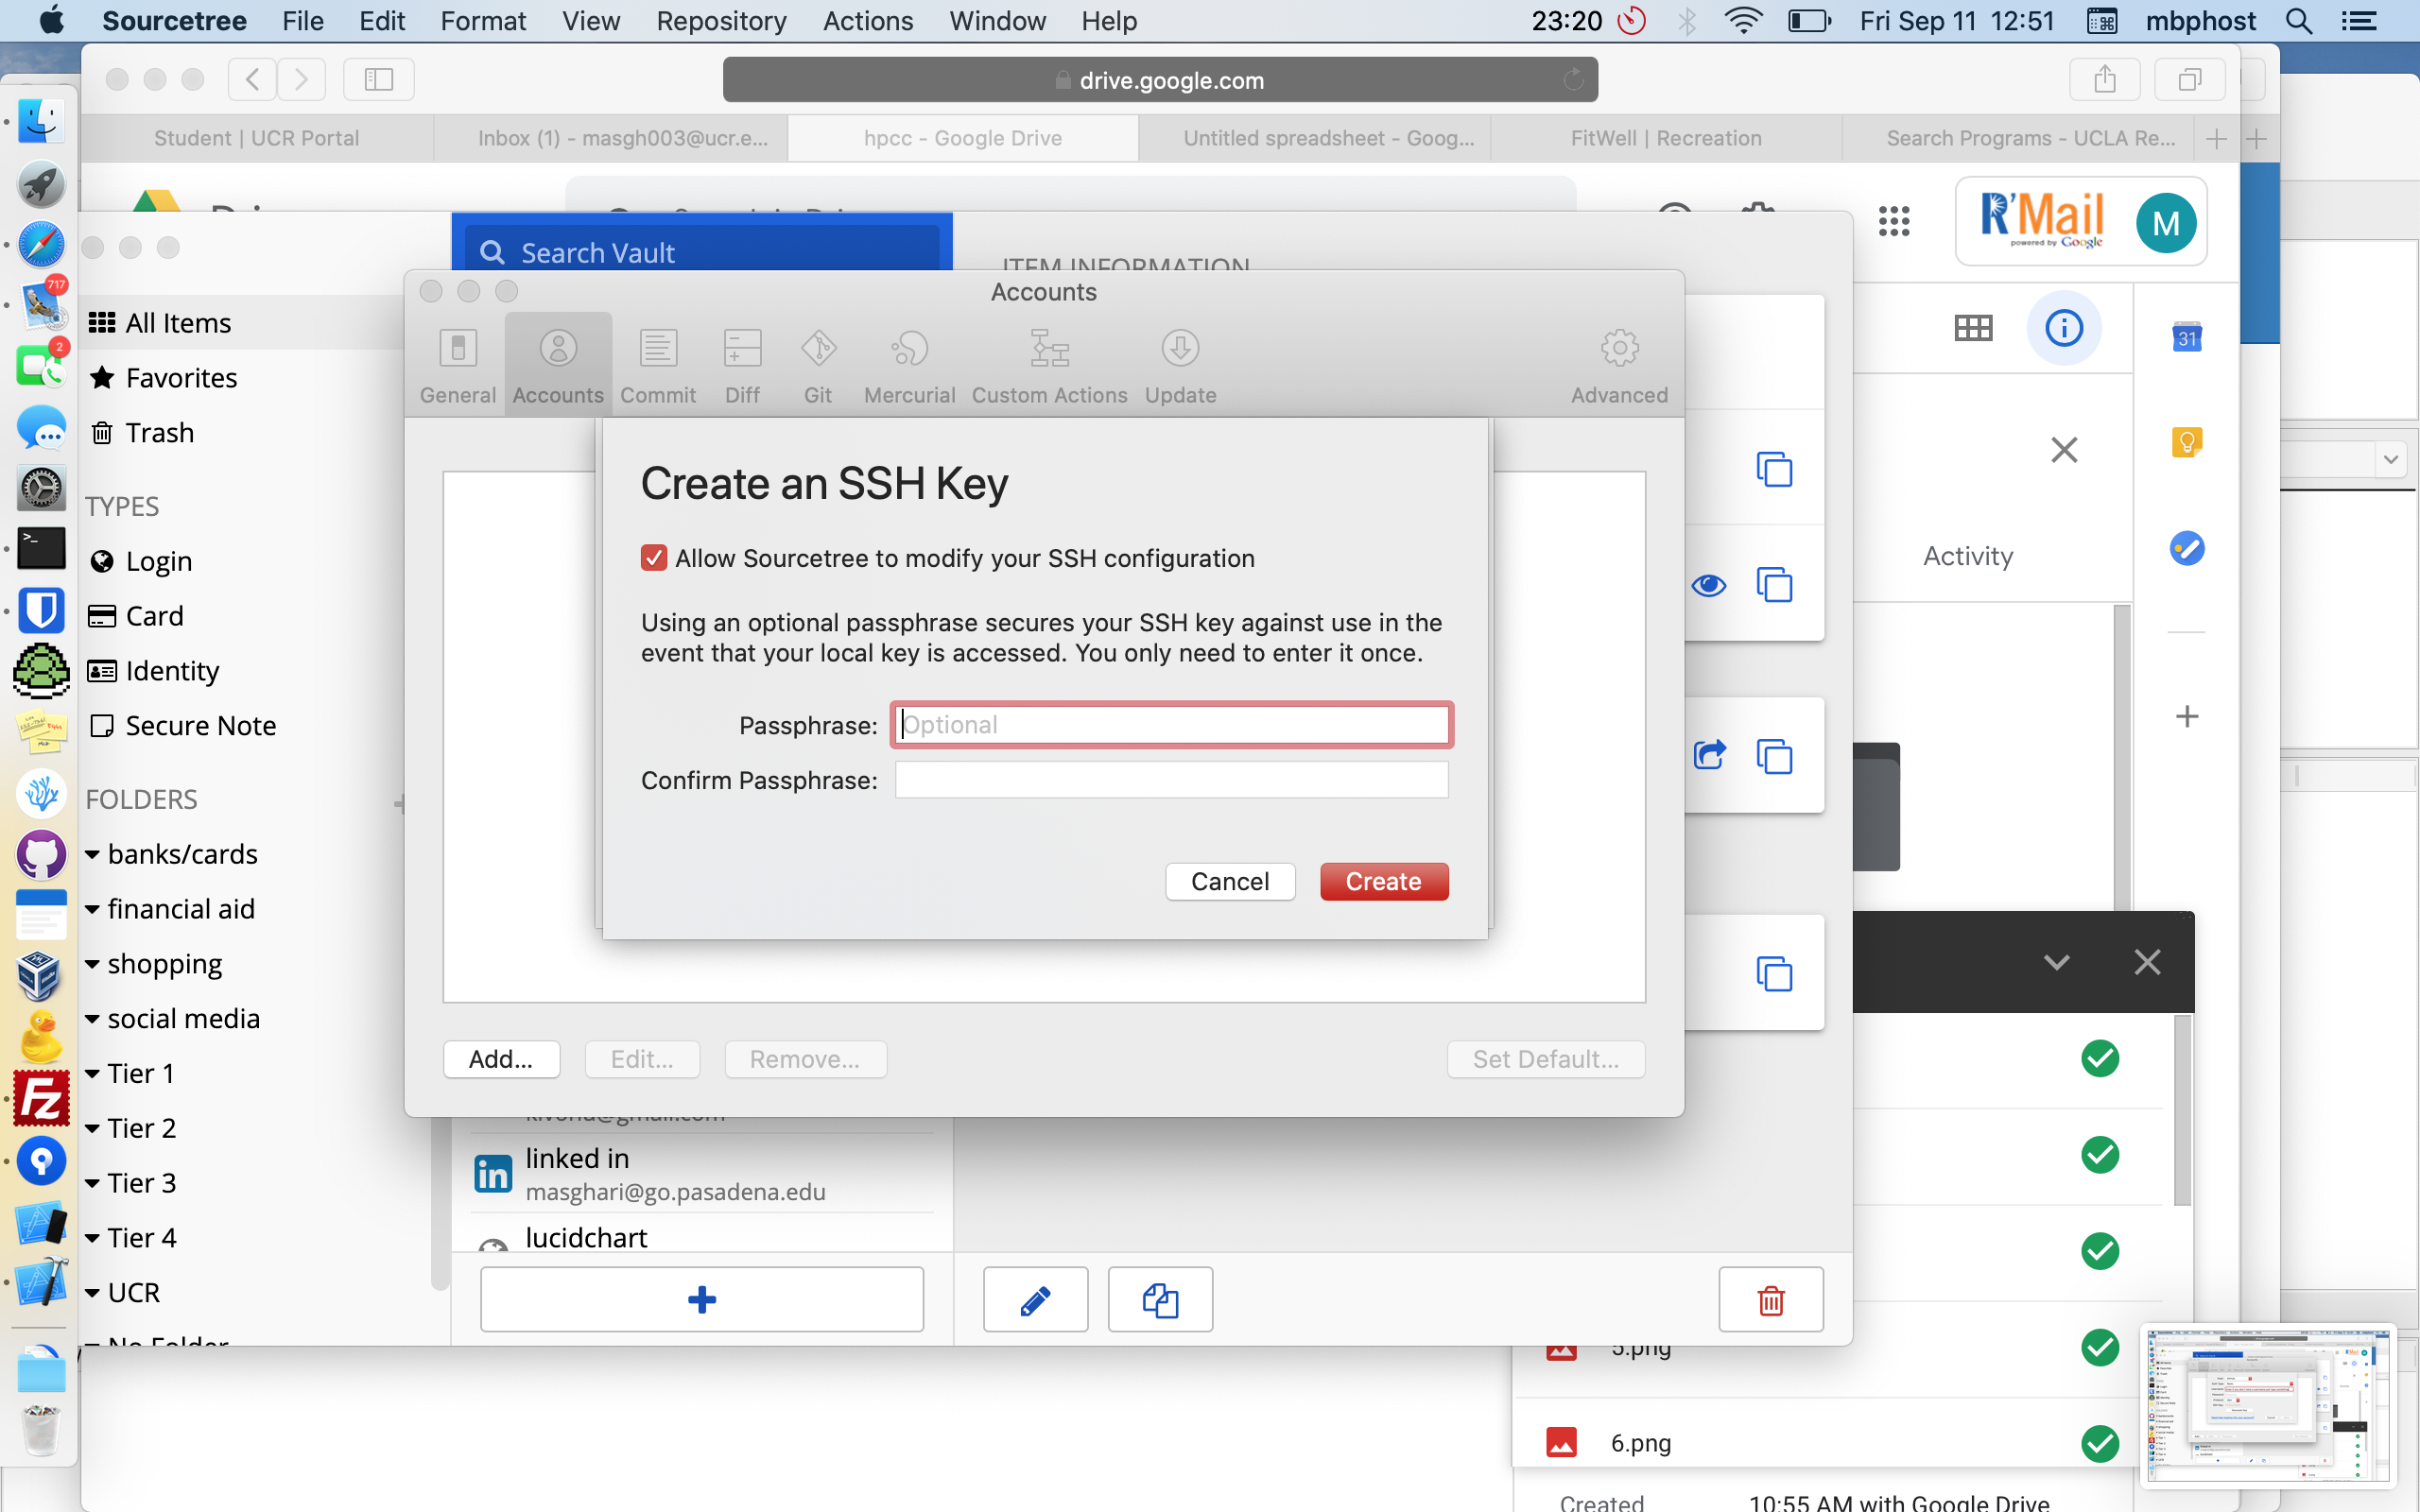 Sourcetree File Edit Format View Repository Actions Window Help
23:20 Fri Sep 11 12:51 mbphost
drive.google.com
Student | UCR Portal
Inbox (1) - masgh003@ucr.e...
hpcc - Google Drive
Untitled spreadsheet - Goog...
FitWell | Recreation
Search Programs - UCLA Re...
R'Mail
powered by Google
M
717
2
31
Search Vault
ITEM INFORMATION
All Items
Favorites
Trash
TYPES
Login
Card
Identity
Secure Note
FOLDERS
banks/cards
financial aid
shopping
social media
Tier 1
Tier 2
Tier 3
Tier 4
UCR
No Folder
Accounts
General
Accounts
Commit
Diff
Git
Mercurial
Custom Actions
Update
Advanced
Create an SSH Key
Allow Sourcetree to modify your SSH configuration
Using an optional passphrase secures your SSH key against use in the
event that your local key is accessed. You only need to enter it once.
Passphrase: Optional
Confirm Passphrase:
Cancel
Create
Add...
Edit...
Remove...
Set Default...
linked in
masghari@go.pasadena.edu
lucidchart
Activity
5.png
6.png
Created 10:55 AM with Google Drive